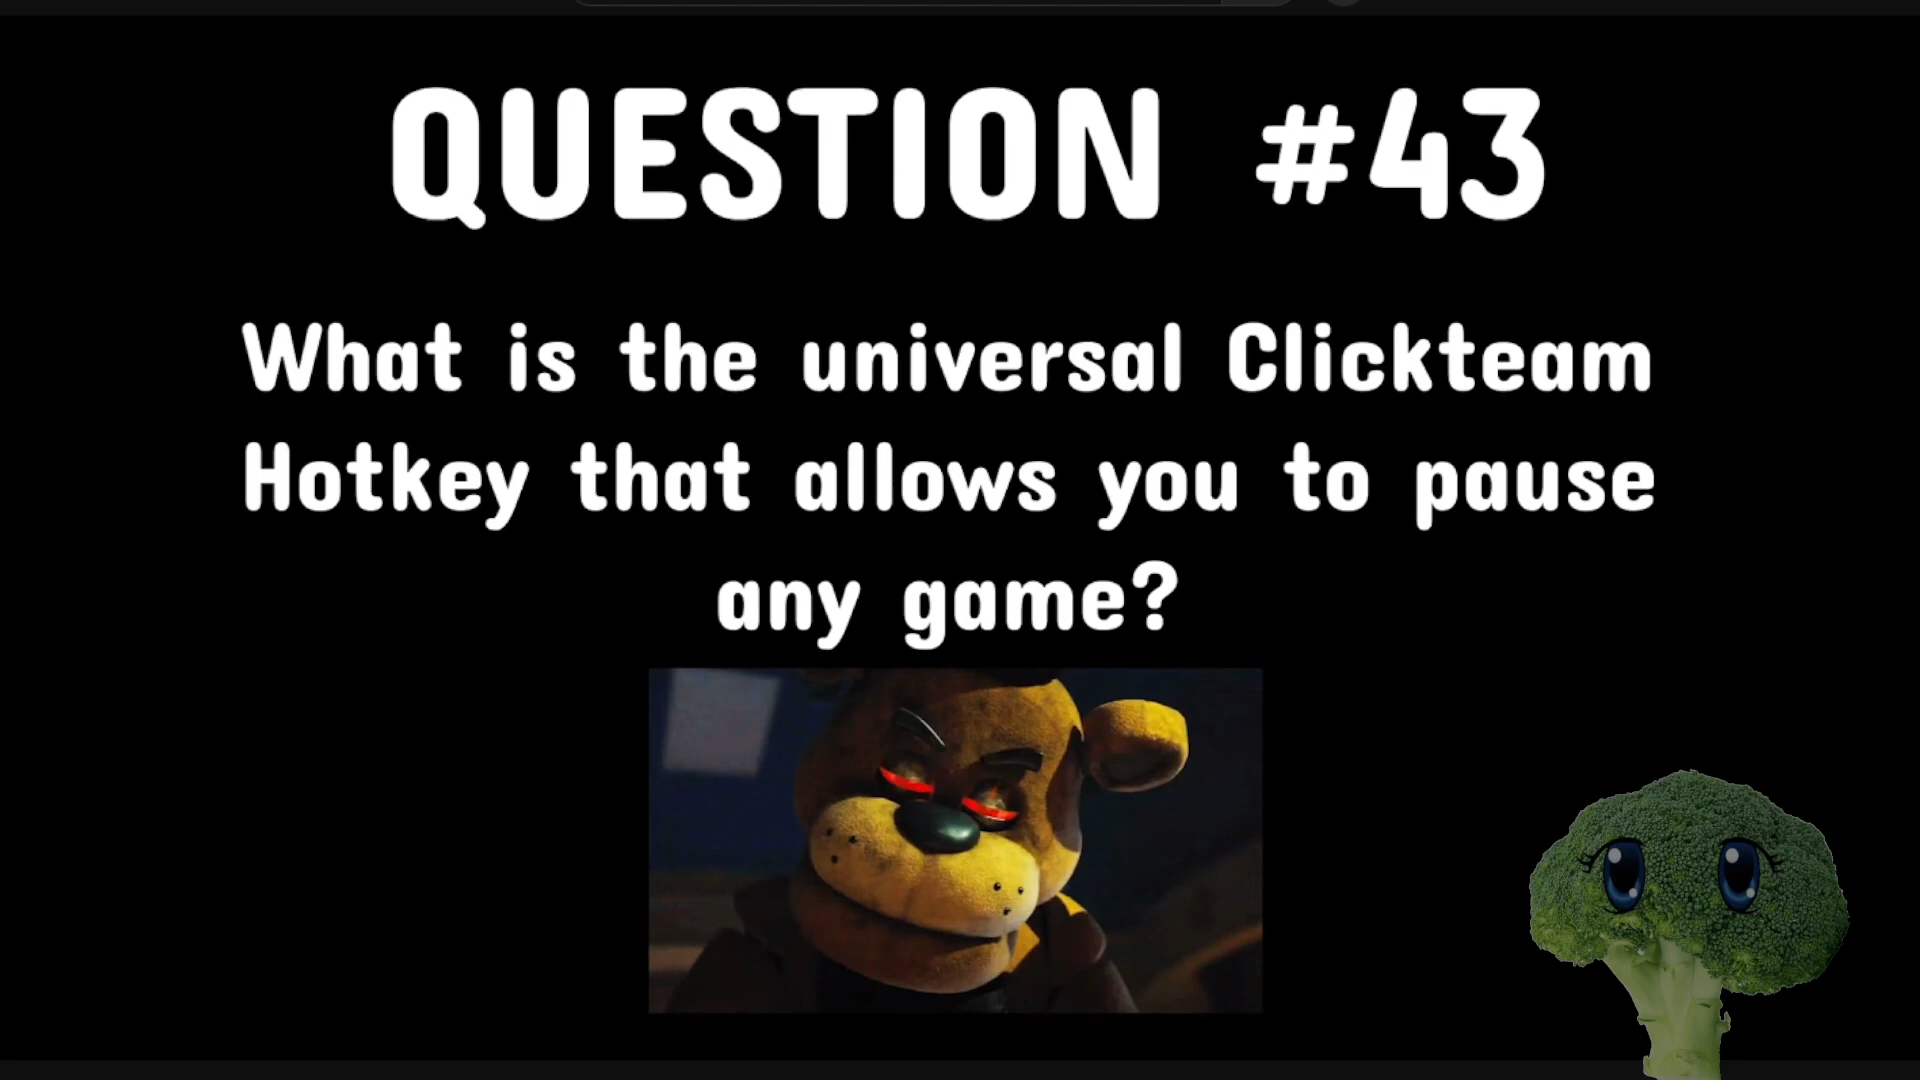 QUESTION #43
What is the universal Clickteam
Hotkey that allows you to pause
any game?